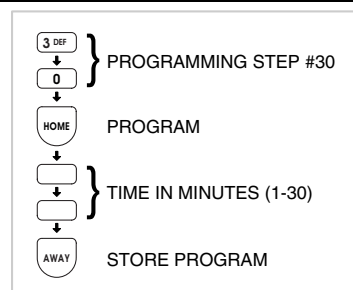 3 DEF
0
PROGRAMMING STEP #30
HOME
PROGRAM
TIME IN MINUTES (1-30)
AWAY
STORE PROGRAM